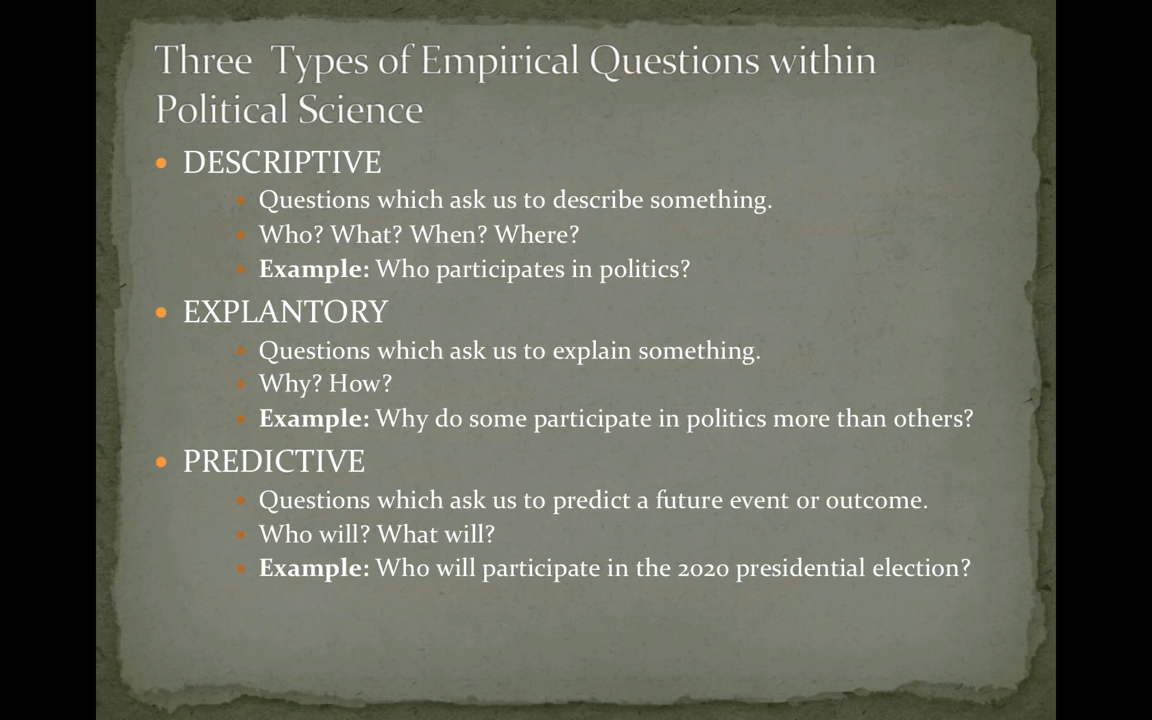 Three Types of Empirical Questions within
Political Science
DESCRIPTIVE
Questions which ask us to describe something.
Who? What? When? Where?
Example: Who participates in politics?
EXPLANTORY
Questions which ask us to explain something.
Why? How?
Example: Why do some participate in politics more than others?
PREDICTIVE
Questions which ask us to predict a future event or outcome.
Who will? What will?
Example: Who will participate in the 2020 presidential election?